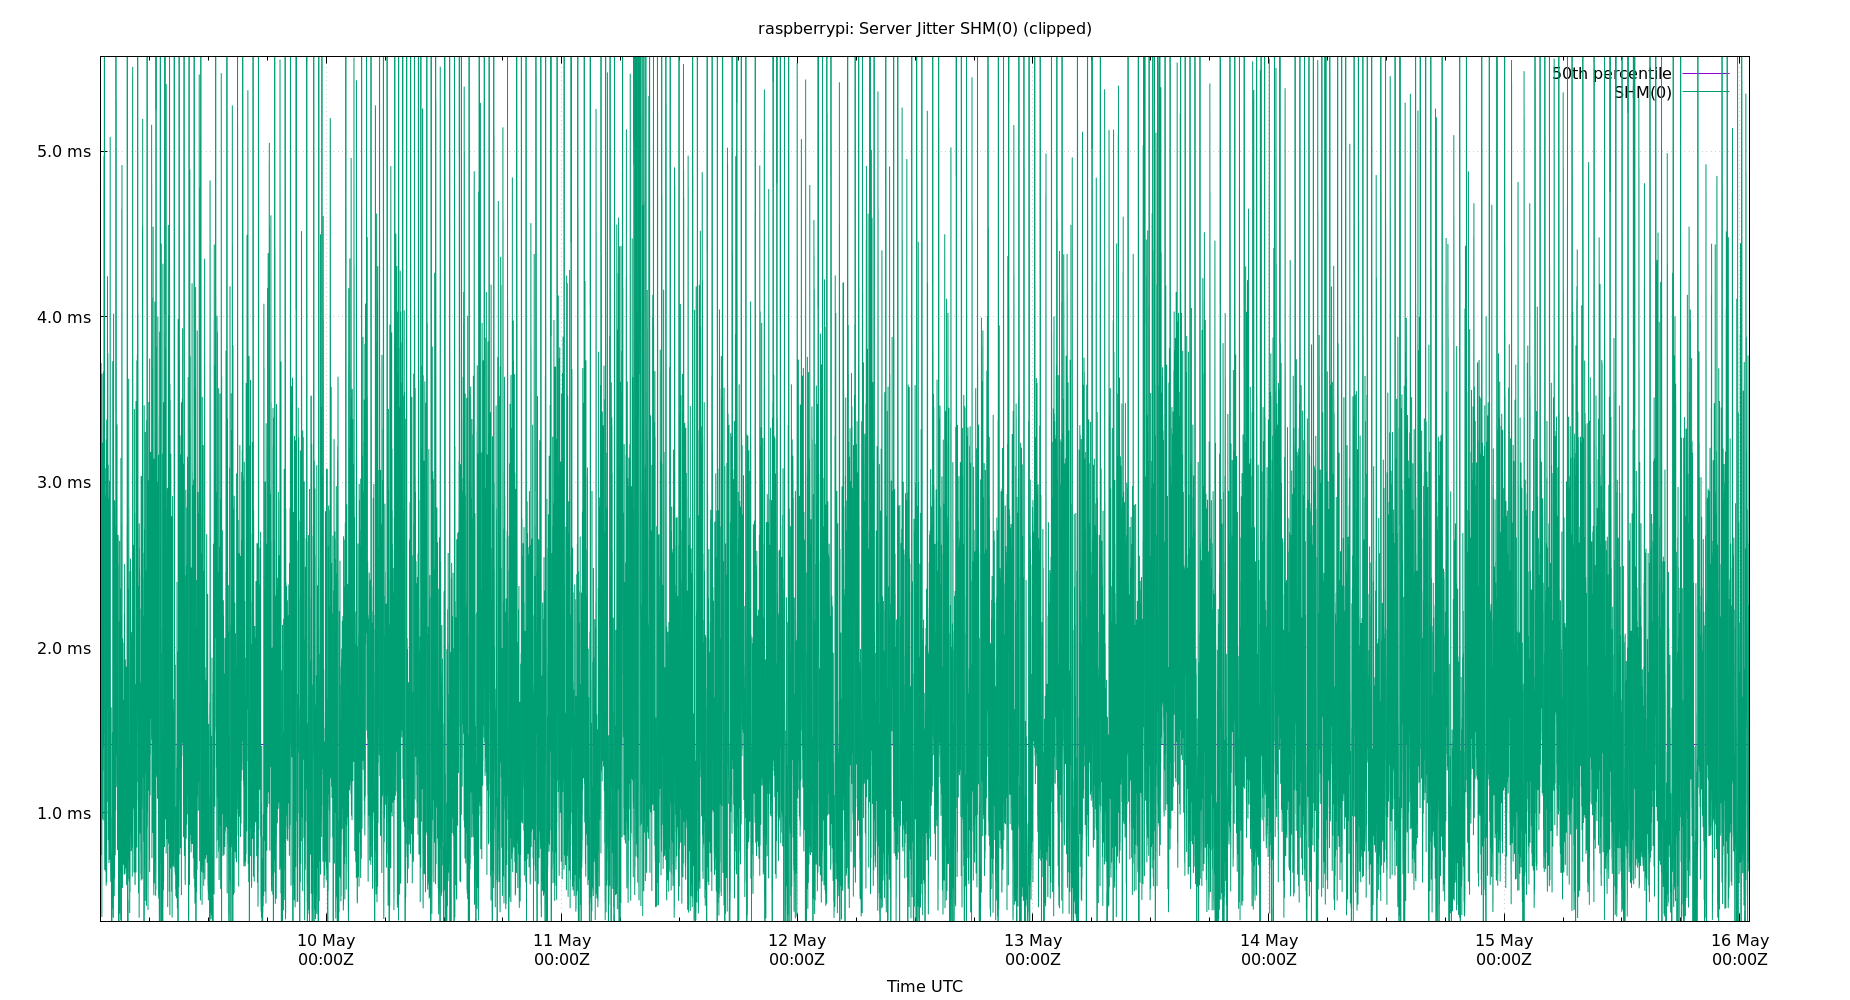 raspberrypi: Server Jitter SHM(0) (clipped)
50th percentile
SHM(0)
5.0 ms
4.0 ms
3.0 ms
2.0 ms
1.0 ms
10 May 11 May 12 May 13 May 14 May 15 May 16 May
00:00Z 00:00Z 00:00Z 00:00Z 00:00Z 00:00Z 00:00Z
Time UTC